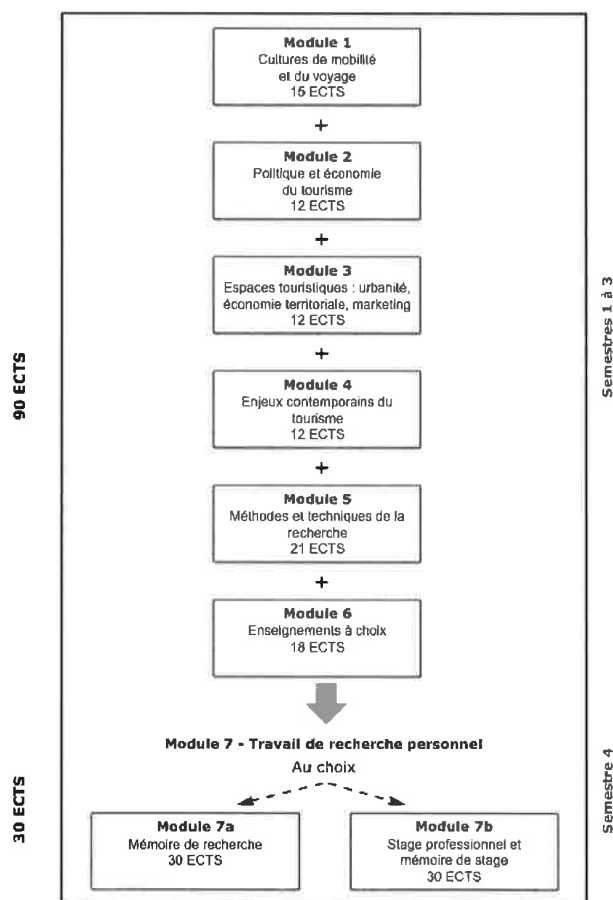 Module 1
Cultures de mobilité
et du voyage
15 ECTS
+
Module 2
Politique et économie
du tourisme
12 ECTS
+
Module 3
Espaces touristiques : urbanité,
économie territoriale, marketing
12 ECTS
+
Module 4
Enjeux contemporains du
tourisme
12 ECTS
+
Module 5
Méthodes et techniques de la
recherche
21 ECTS
+
Module 6
Enseignements à choix
18 ECTS
90 ECTS
Semestres 1 à 3
Module 7 - Travail de recherche personnel
Au choix
Module 7a
Mémoire de recherche
30 ECTS
Module 7b
Stage professionnel et
mémoire de stage
30 ECTS
30 ECTS
Semestre 4